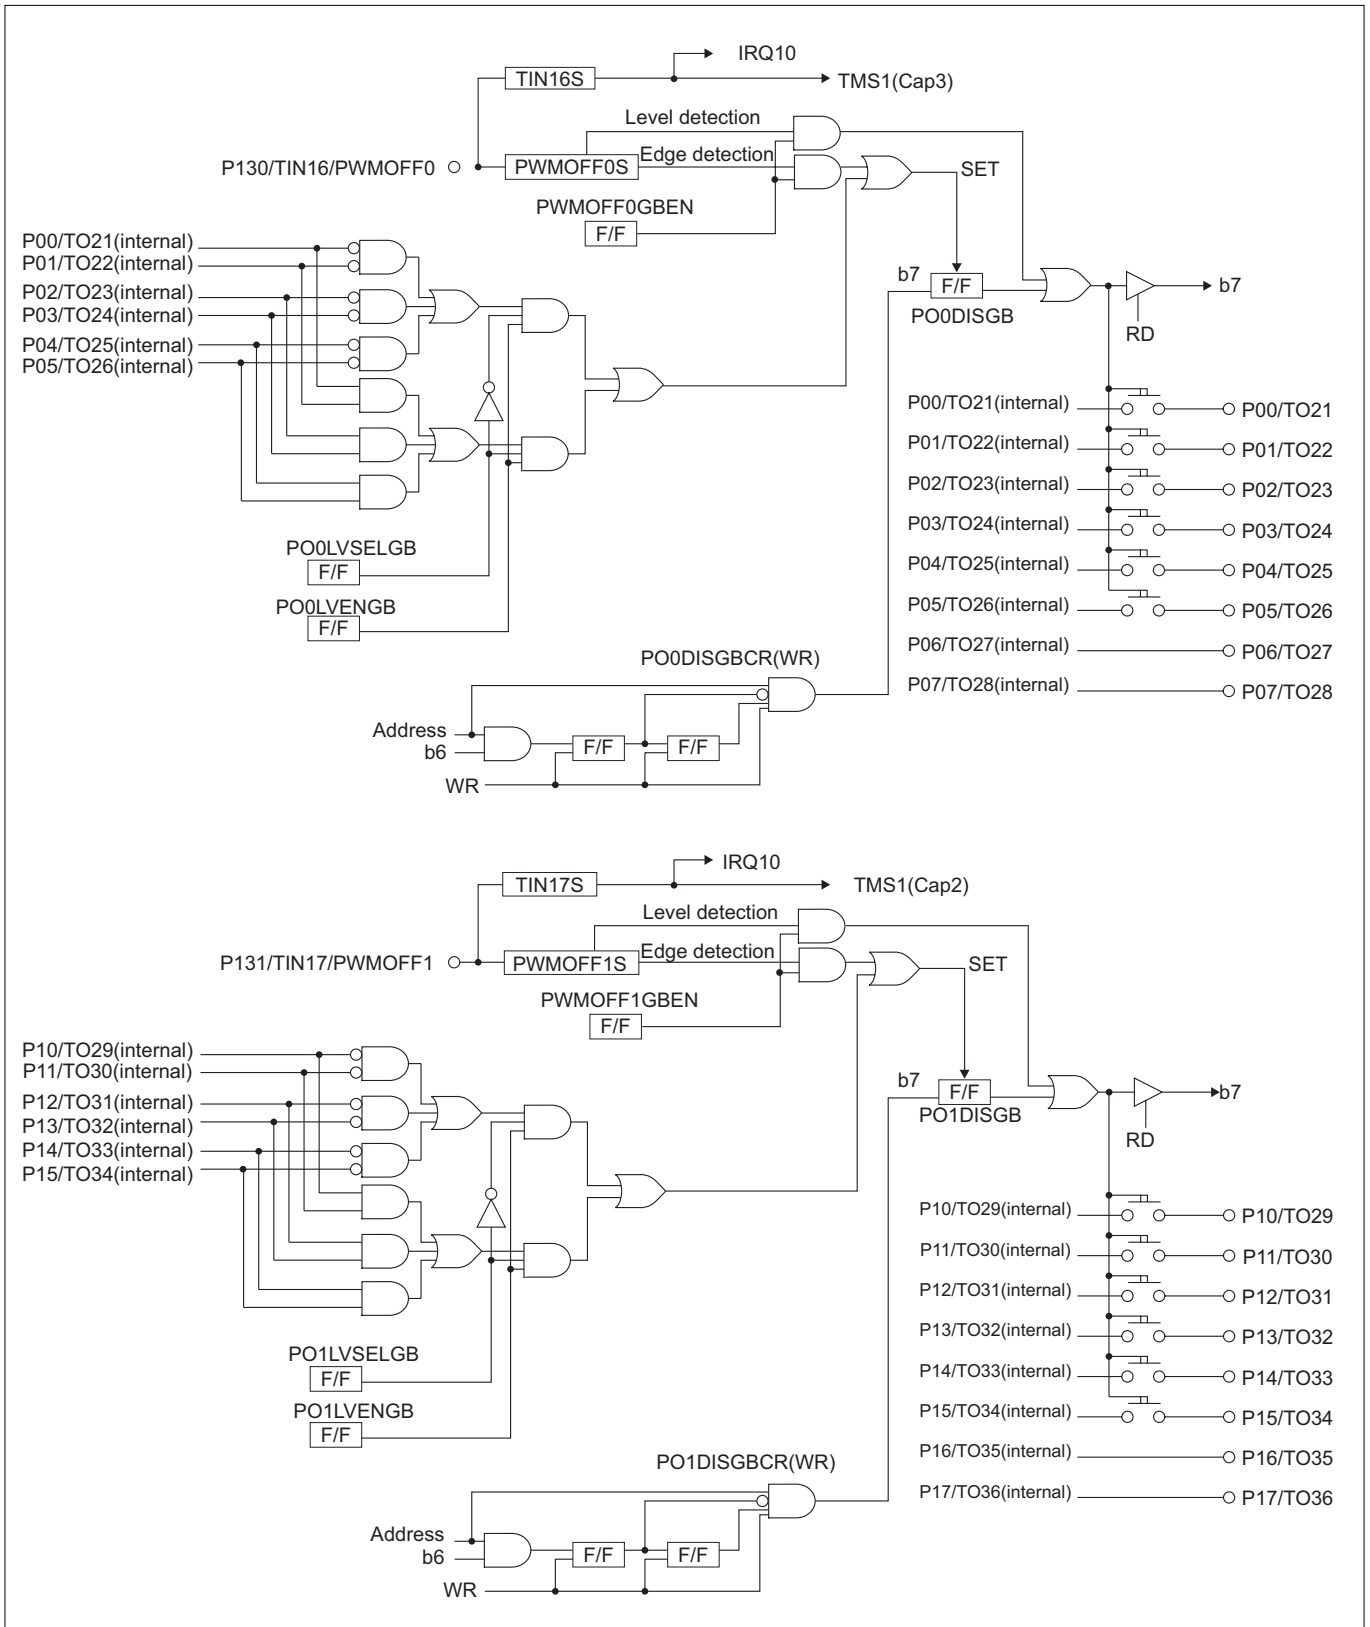 IRQ10
TIN16S
TMS1(Cap3)
Level detection
P130/TIN16/PWMOFF0
PWMOFF0S
Edge detection
SET
PWMOFF0GBEN
F/F
P00/TO21(internal)
P01/TO22(internal)
P02/TO23(internal)
P03/TO24(internal)
P04/TO25(internal)
P05/TO26(internal)
b7
F/F
b7
PO0DISGB
RD
P00/TO21(internal)
P00/TO21
P01/TO22(internal)
P01/TO22
P02/TO23(internal)
P02/TO23
P03/TO24(internal)
P03/TO24
P04/TO25(internal)
P04/TO25
P05/TO26(internal)
P05/TO26
P06/TO27(internal)
P06/TO27
P07/TO28(internal)
P07/TO28
PO0LVSELGB
F/F
PO0LVENGB
F/F
PO0DISGBCR(WR)
Address
b6
F/F
F/F
WR
IRQ10
TIN17S
TMS1(Cap2)
Level detection
P131/TIN17/PWMOFF1
PWMOFF1S
Edge detection
SET
PWMOFF1GBEN
F/F
P10/TO29(internal)
P11/TO30(internal)
P12/TO31(internal)
P13/TO32(internal)
P14/TO33(internal)
P15/TO34(internal)
b7
F/F
b7
PO1DISGB
RD
P10/TO29(internal)
P10/TO29
P11/TO30(internal)
P11/TO30
P12/TO31(internal)
P12/TO31
P13/TO32(internal)
P13/TO32
P14/TO33(internal)
P14/TO33
P15/TO34(internal)
P15/TO34
P16/TO35(internal)
P16/TO35
P17/TO36(internal)
P17/TO36
PO1LVSELGB
F/F
PO1LVENGB
F/F
PO1DISGBCR(WR)
Address
b6
F/F
F/F
WR